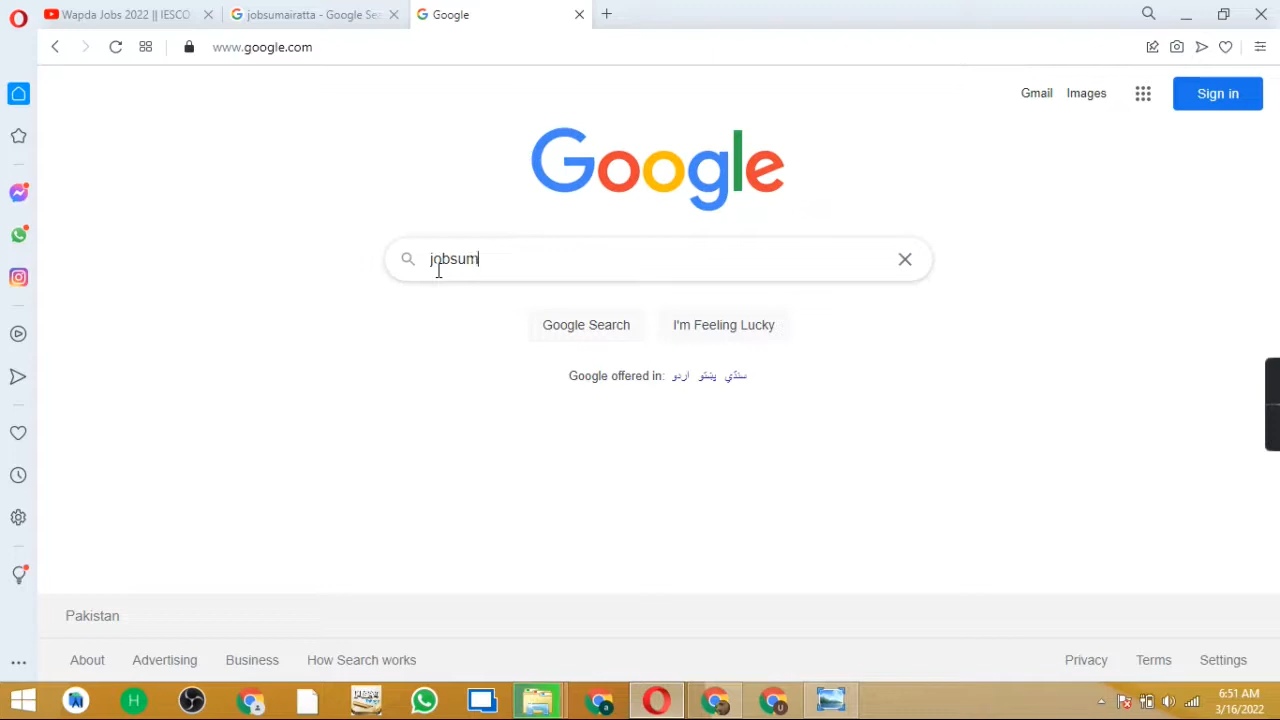 Wapda Jobs 2022 || IESCO
jobsumairatta - Google Sea
Google
www.google.com
Gmail Images Sign in
Google
jobsum
Google Search I'm Feeling Lucky
Google offered in: اردو پښتو سنڌي
Pakistan
About Advertising Business How Search works Privacy Terms Settings
6:51 AM
3/16/2022